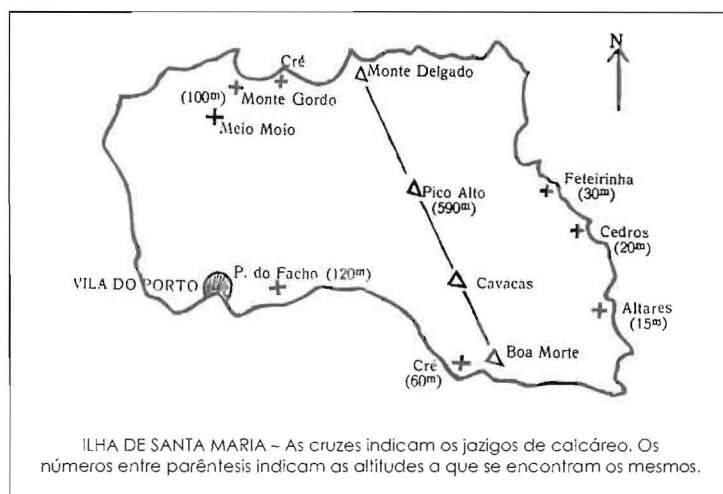 N
Cré
Monte Delgado
(100m)
Monte Gordo
Meio Moio
Feteirinha
(30m)
Pico Alto
(590m)
Cedros
(20m)
P. do Facho (120m)
VILA DO PORTO
Cavacas
Altares
(15m)
Boa Morte
Cré
(60m)
ILHA DE SANTA MARIA – As cruzes indicam os jazigos de calcáreo. Os
números entre parêntesis indicam as altitudes a que se encontram os mesmos.